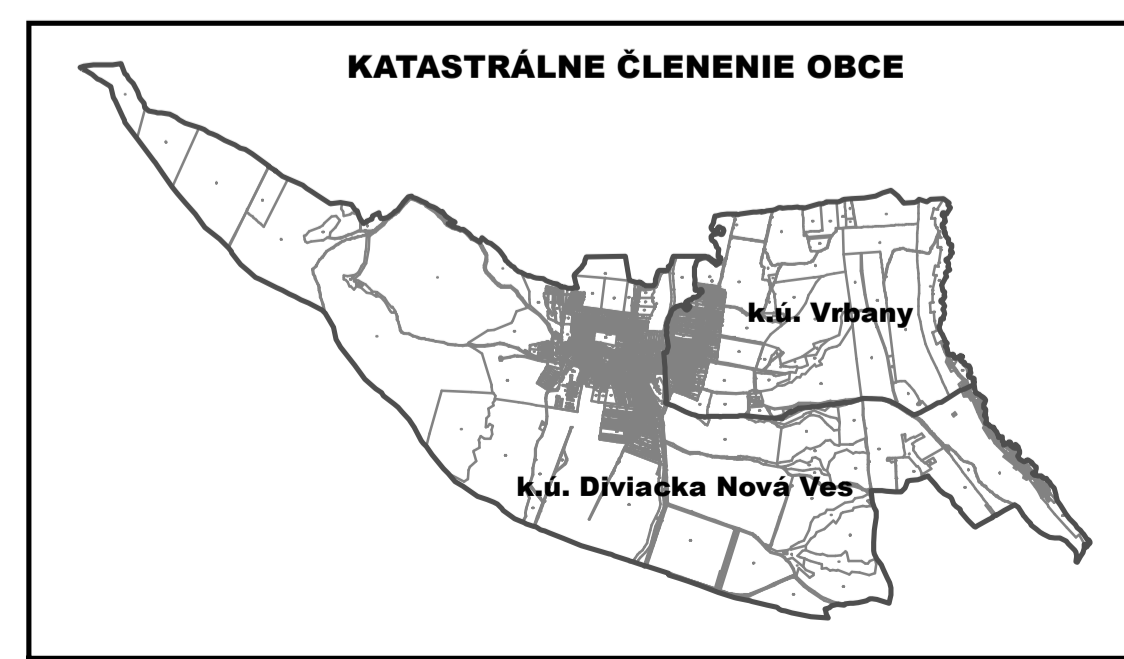 KATASTRÁLNE ČLENENIE OBCE
k.ú. Vrbany
k.ú. Diviacka Nová Ves